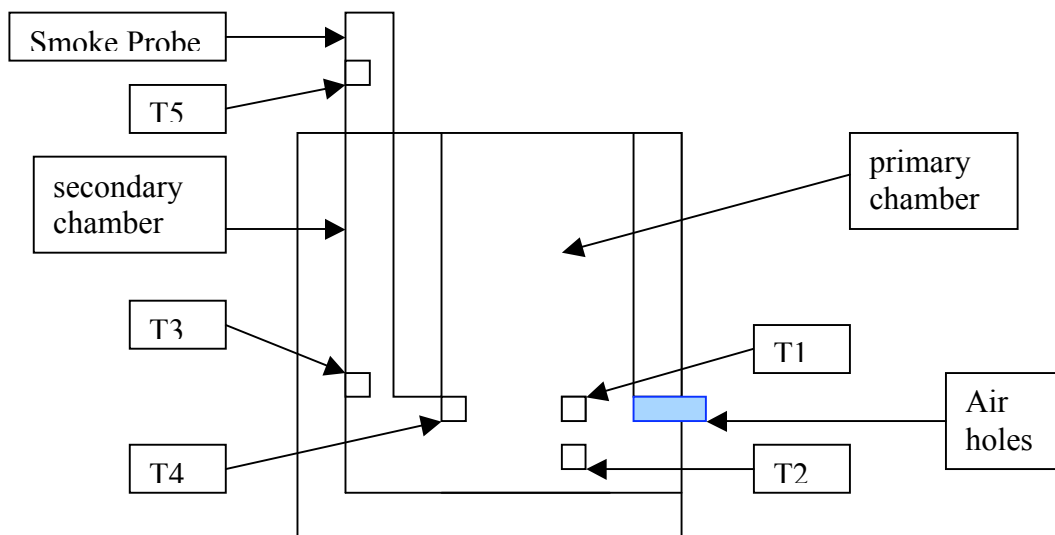 Smoke Probe
T5
secondary
chamber
primary
chamber
T3
T1
Air
holes
T4
T2